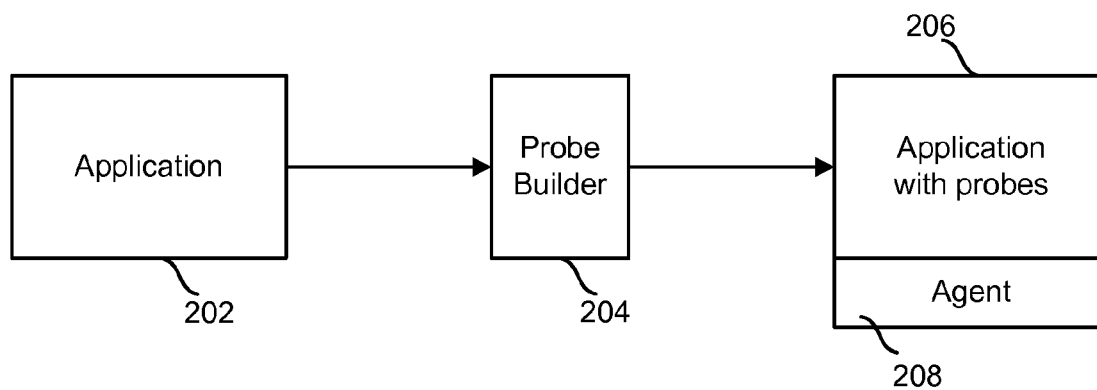 206
Application
Probe
Builder
Application
with probes
202
204
Agent
208